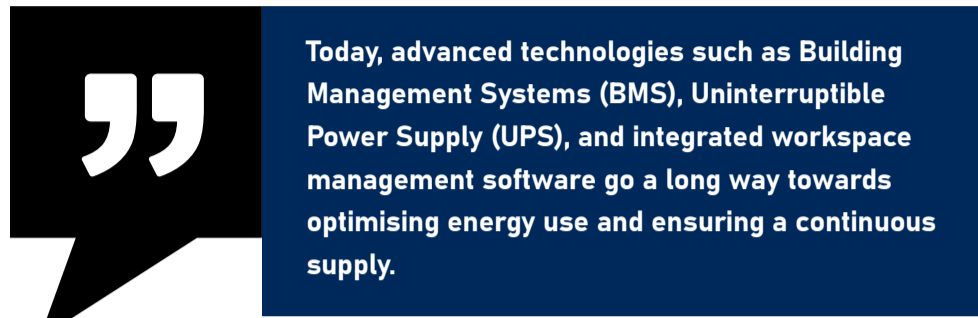 Today, advanced technologies such as Building
Management Systems (BMS), Uninterruptible
Power Supply (UPS), and integrated workspace
management software go a long way towards
optimising energy use and ensuring a continuous
supply.